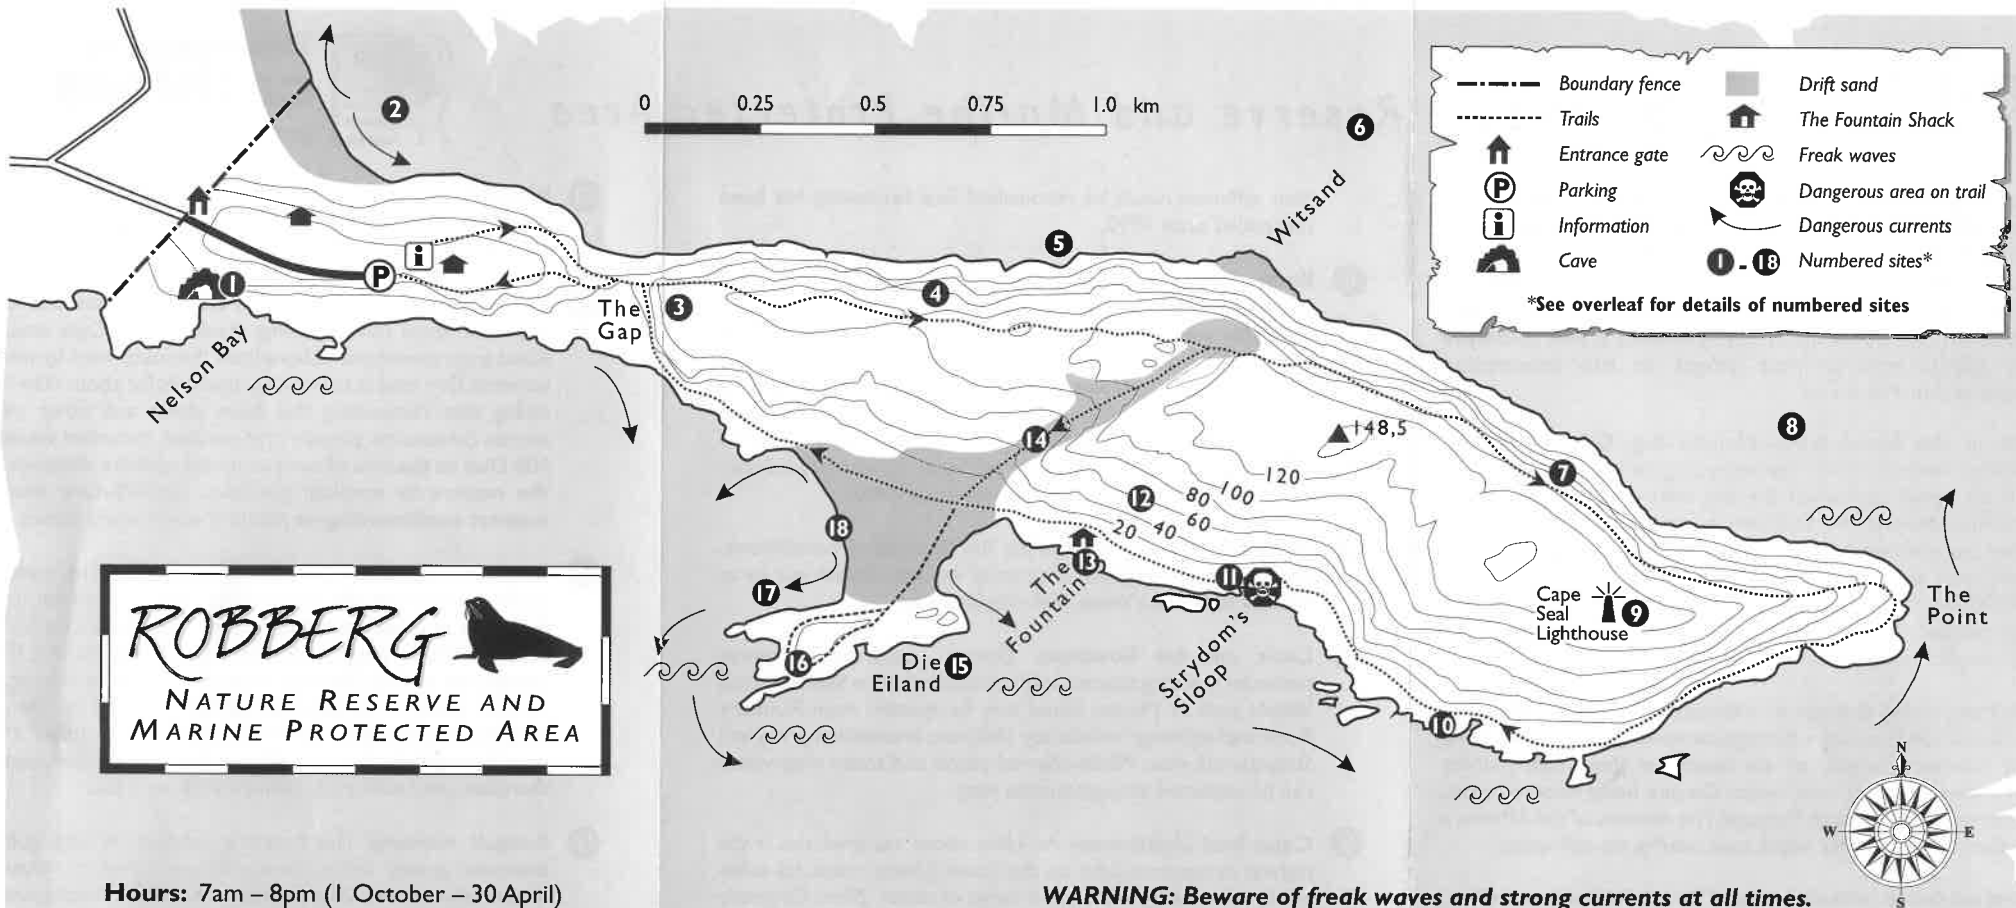 0 0.25 0.5 0.75 1.0 km
Boundary fence
Trails
Entrance gate
P Parking
i Information
Cave
Drift sand
The Fountain Shack
Freak waves
Dangerous area on trail
Dangerous currents
1 - 18 Numbered sites*
*See overleaf for details of numbered sites
2
6
5
Witsand
i
P
1
Nelson Bay
The
Gap
3
4
14
148,5
8
7
120
100
80
60
40
20
12
18
13
The
Fountain
11
Strydom's
Sloop
17
16
Die
Eiland
15
Cape
Seal
Lighthouse
9
The
Point
10
ROBBERG
NATURE RESERVE AND
MARINE PROTECTED AREA
N
W E
S
Hours: 7am – 8pm (1 October – 30 April)
WARNING: Beware of freak waves and strong currents at all times.